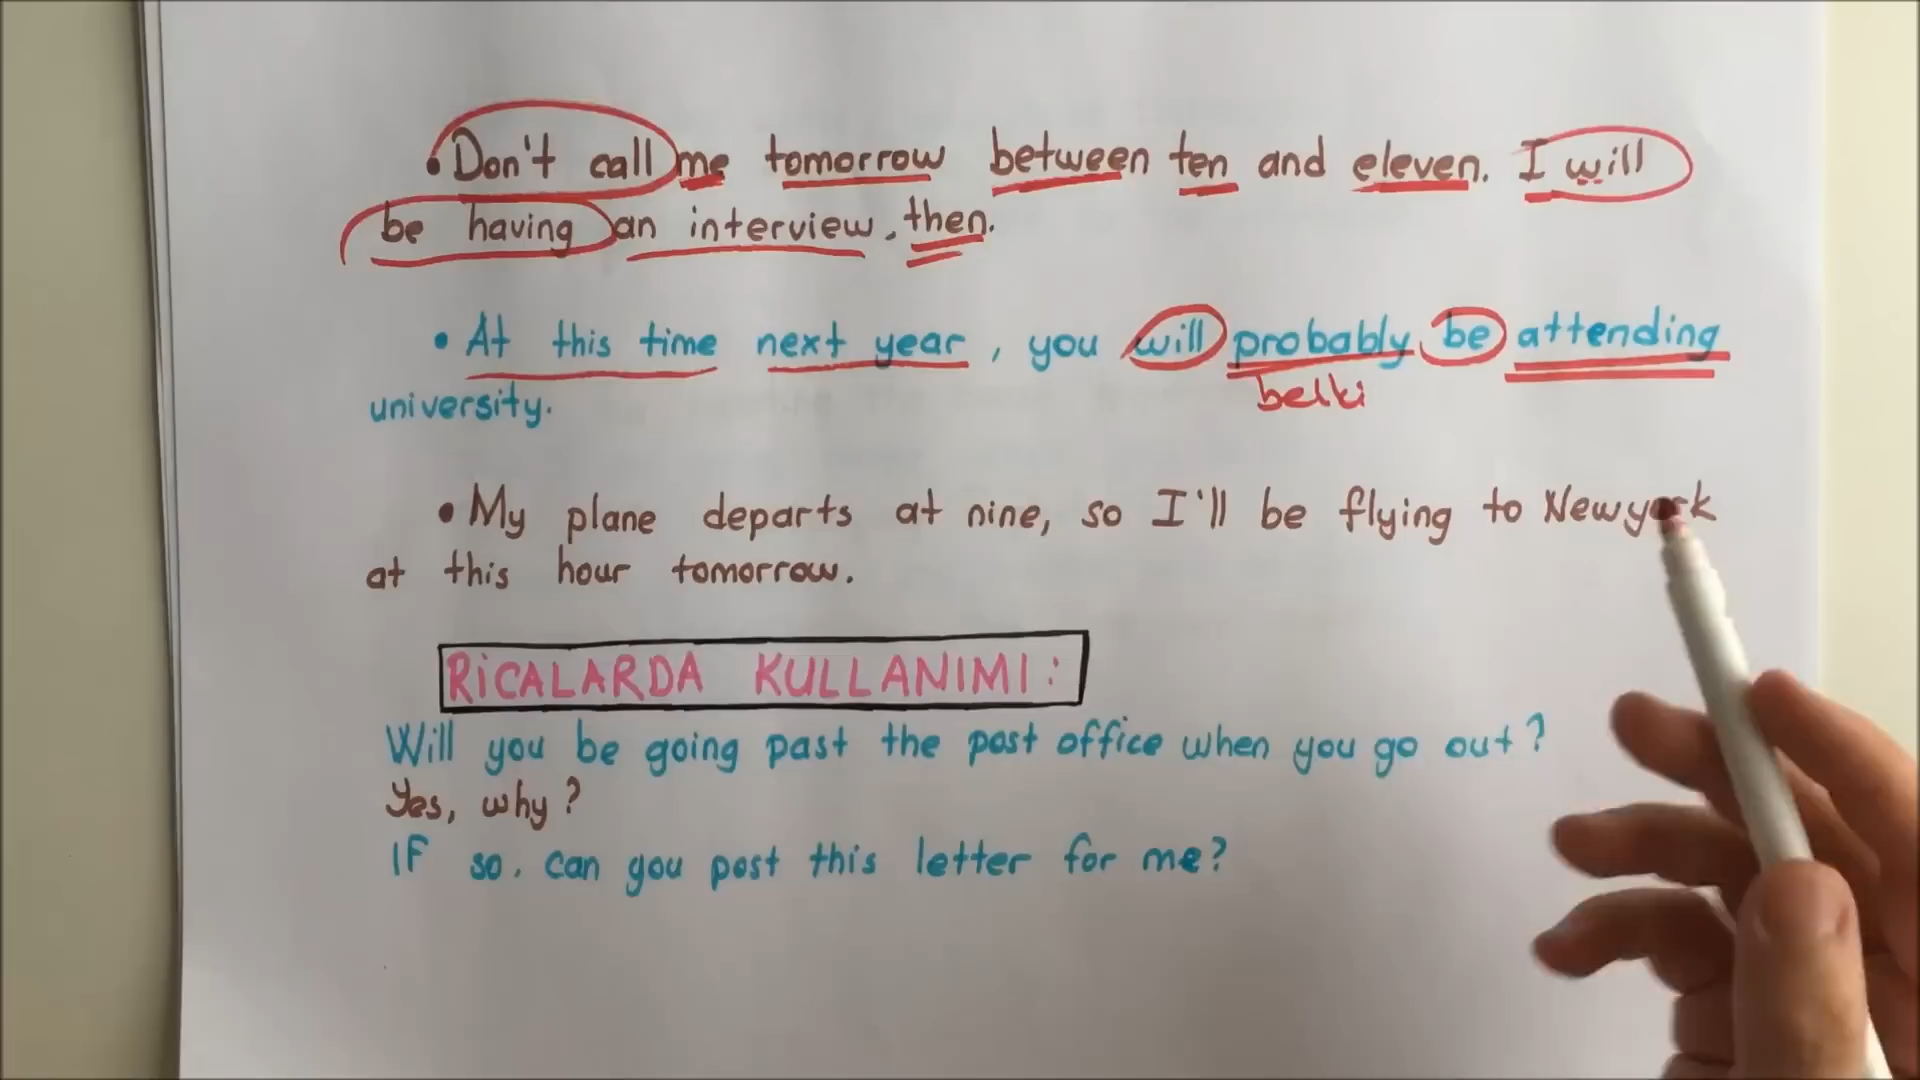 • Don't call me tomorrow between ten and eleven. I will
be having an interview, then.
• At this time next year, you will probably be attending
belki
university.
• My plane departs at nine, so I'll be flying to Newyork
at this hour tomorrow.
RiCALARDA KULLANIMI:
Will you be going past the post office when you go out?
Yes, why?
IF so. can you post this letter for me?